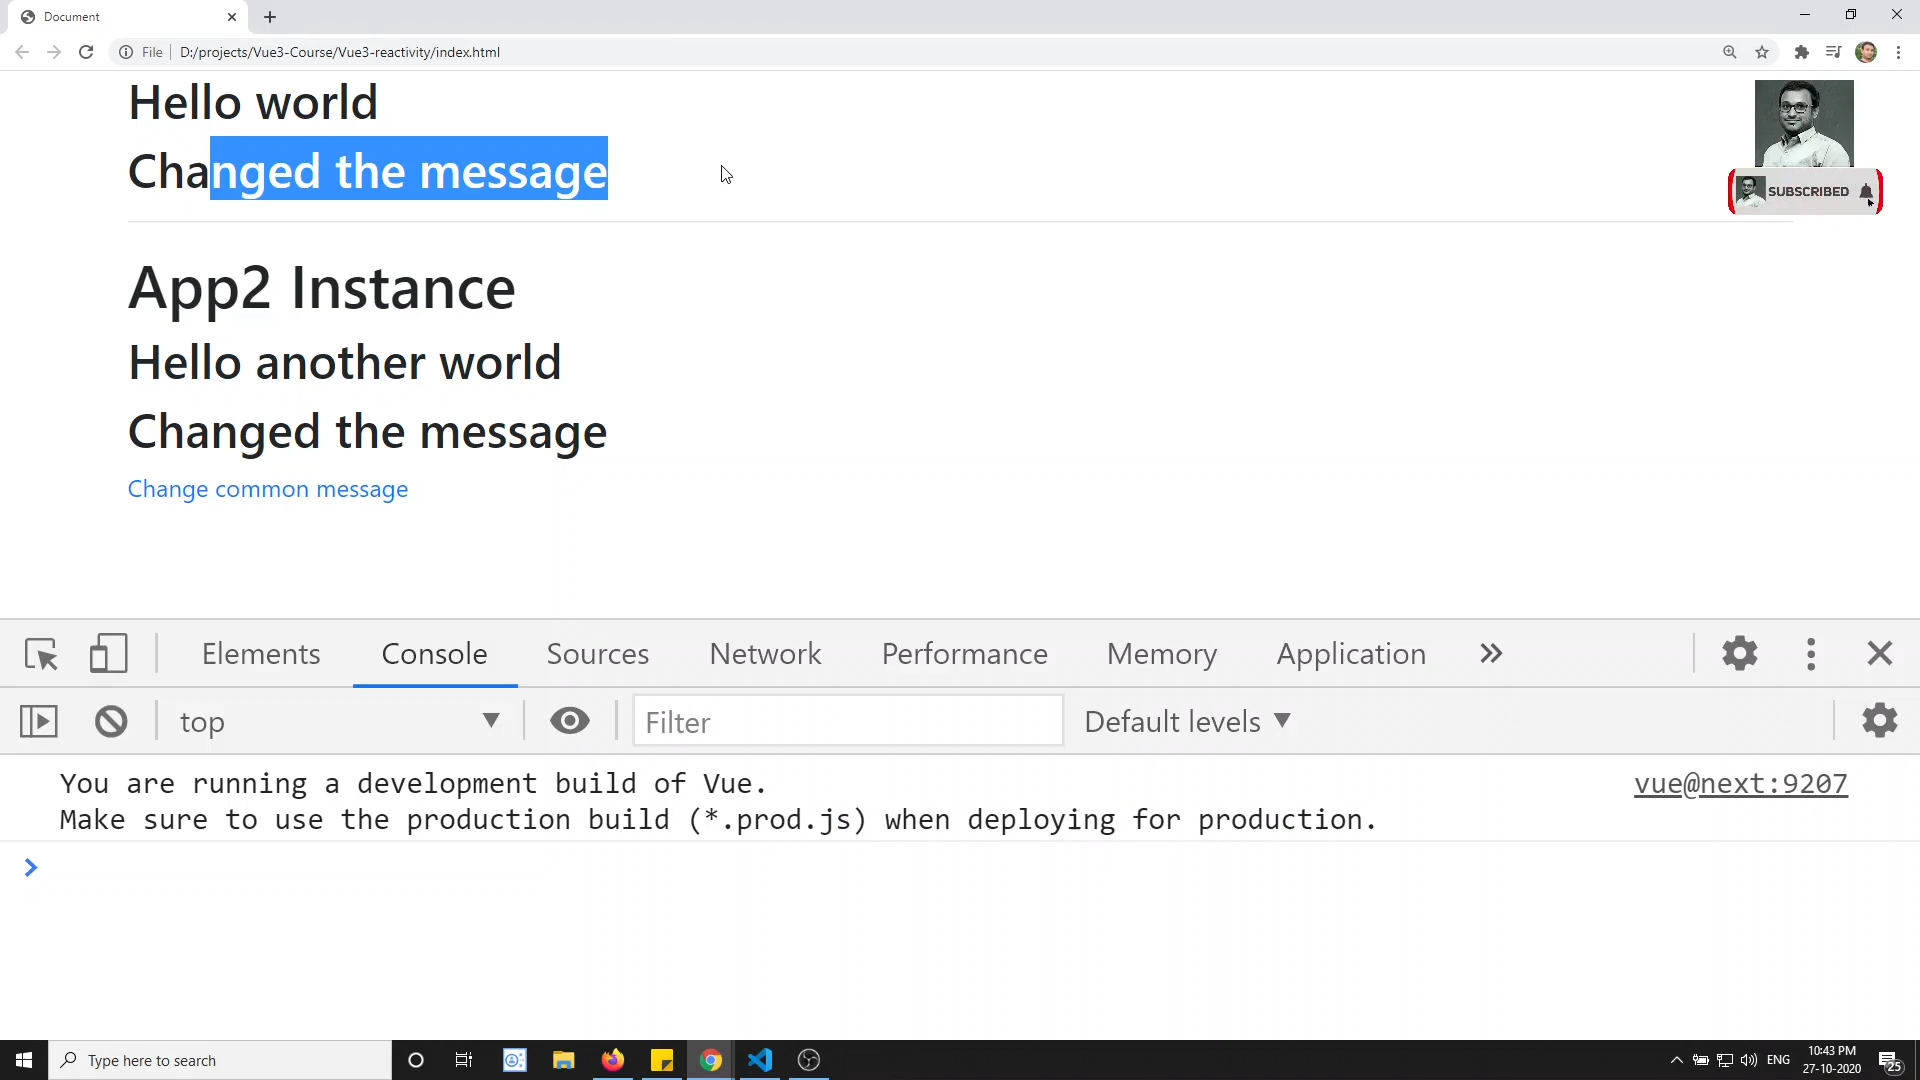 Document
File
D:/projects/Vue3-Course/Vue3-reactivity/index.html
Hello world
Changed the message
SUBSCRIBED
App2 Instance
Hello another world
Changed the message
Change common message
Elements Console Sources Network Performance Memory Application
top Filter Default levels
You are running a development build of Vue. vue@next:9207
Make sure to use the production build (*.prod.js) when deploying for production.
Type here to search
ENG
10:43 PM
27-10-2020
25